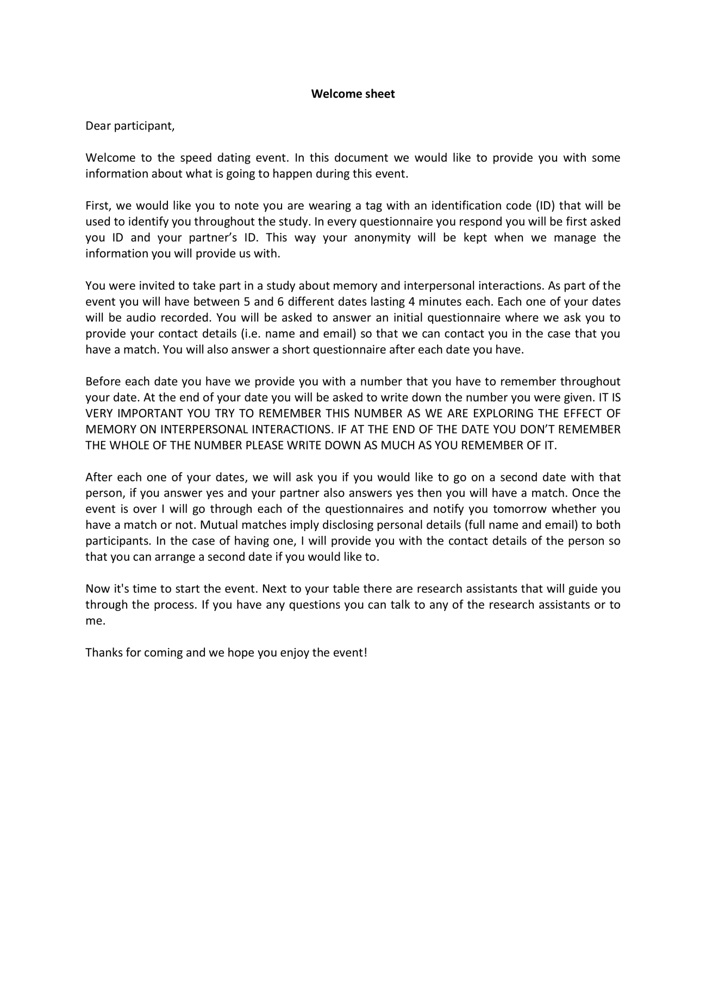 Welcome sheet
Dear participant,
Welcome to the speed dating event. In this document we would like to provide you with some
information about what is going to happen during this event.
First, we would like you to note you are wearing a tag with an identification code (ID) that will be
used to identify you throughout the study. In every questionnaire you respond you will be first asked
you ID and your partner’s ID. This way your anonymity will be kept when we manage the
information you will provide us with.
You were invited to take part in a study about memory and interpersonal interactions. As part of the
event you will have between 5 and 6 different dates lasting 4 minutes each. Each one of your dates
will be audio recorded. You will be asked to answer an initial questionnaire where we ask you to
provide your contact details (i.e. name and email) so that we can contact you in the case that you
have a match. You will also answer a short questionnaire after each date you have.
Before each date you have we provide you with a number that you have to remember throughout
your date. At the end of your date you will be asked to write down the number you were given. IT IS
VERY IMPORTANT YOU TRY TO REMEMBER THIS NUMBER AS WE ARE EXPLORING THE EFFECT OF
MEMORY ON INTERPERSONAL INTERACTIONS. IF AT THE END OF THE DATE YOU DON’T REMEMBER
THE WHOLE OF THE NUMBER PLEASE WRITE DOWN AS MUCH AS YOU REMEMBER OF IT.
After each one of your dates, we will ask you if you would like to go on a second date with that
person, if you answer yes and your partner also answers yes then you will have a match. Once the
event is over I will go through each of the questionnaires and notify you tomorrow whether you
have a match or not. Mutual matches imply disclosing personal details (full name and email) to both
participants. In the case of having one, I will provide you with the contact details of the person so
that you can arrange a second date if you would like to.
Now it's time to start the event. Next to your table there are research assistants that will guide you
through the process. If you have any questions you can talk to any of the research assistants or to
me.
Thanks for coming and we hope you enjoy the event!